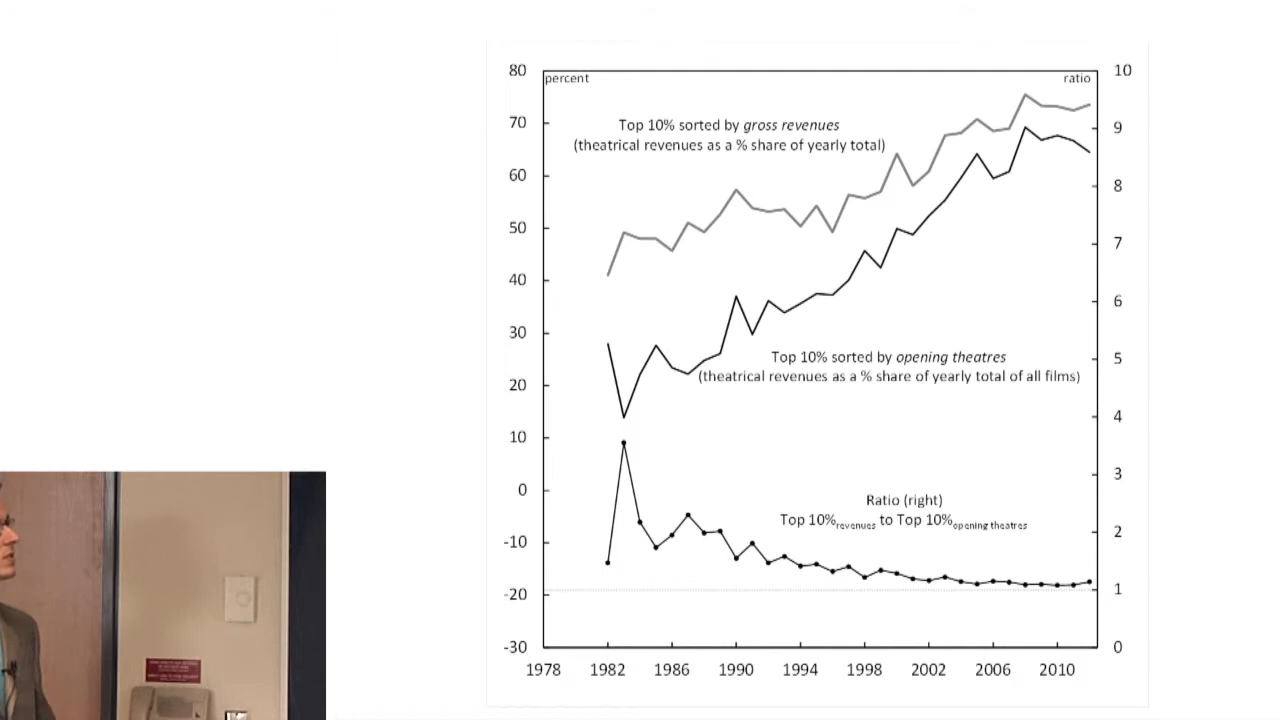 80
70
60
50
40
30
20
10
0
-10
-20
-30
percent
ratio
10
9
8
7
6
5
4
3
2
1
0
Top 10% sorted by gross revenues
(theatrical revenues as a % share of yearly total)
Top 10% sorted by opening theatres
(theatrical revenues as a % share of yearly total of all films)
Ratio (right)
Top 10%revenues to Top 10%opening theatres
1978 1982 1986 1990 1994 1998 2002 2006 2010